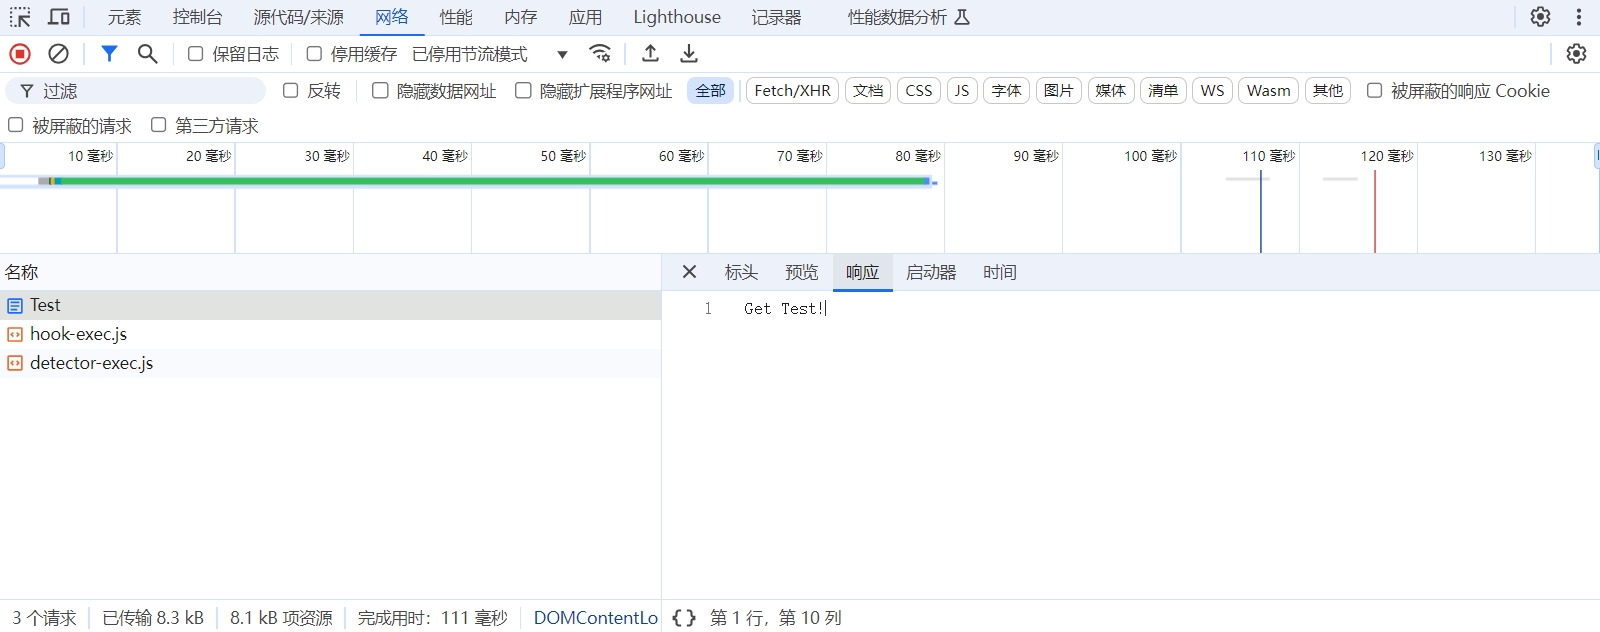 元素 控制台 源代码/来源 网络 性能 内存 应用 Lighthouse 记录器 性能数据分析
保留日志 停用缓存 已停用节流模式
过滤 反转 隐藏数据网址 隐藏扩展程序网址 全部 Fetch/XHR 文档 CSS JS 字体 图片 媒体 清单 WS Wasm 其他 被屏蔽的响应 Cookie
被屏蔽的请求 第三方请求
10 毫秒 20 毫秒 30 毫秒 40 毫秒 50 毫秒 60 毫秒 70 毫秒 80 毫秒 90 毫秒 100 毫秒 110 毫秒 120 毫秒 130 毫秒
名称 标头 预览 响应 启动器 时间
Test
hook-exec.js
detector-exec.js
1 Get Test!
3 个请求 已传输 8.3 kB 8.1 kB 项资源 完成用时：111 毫秒 DOMContentLo {} 第 1 行，第 10 列